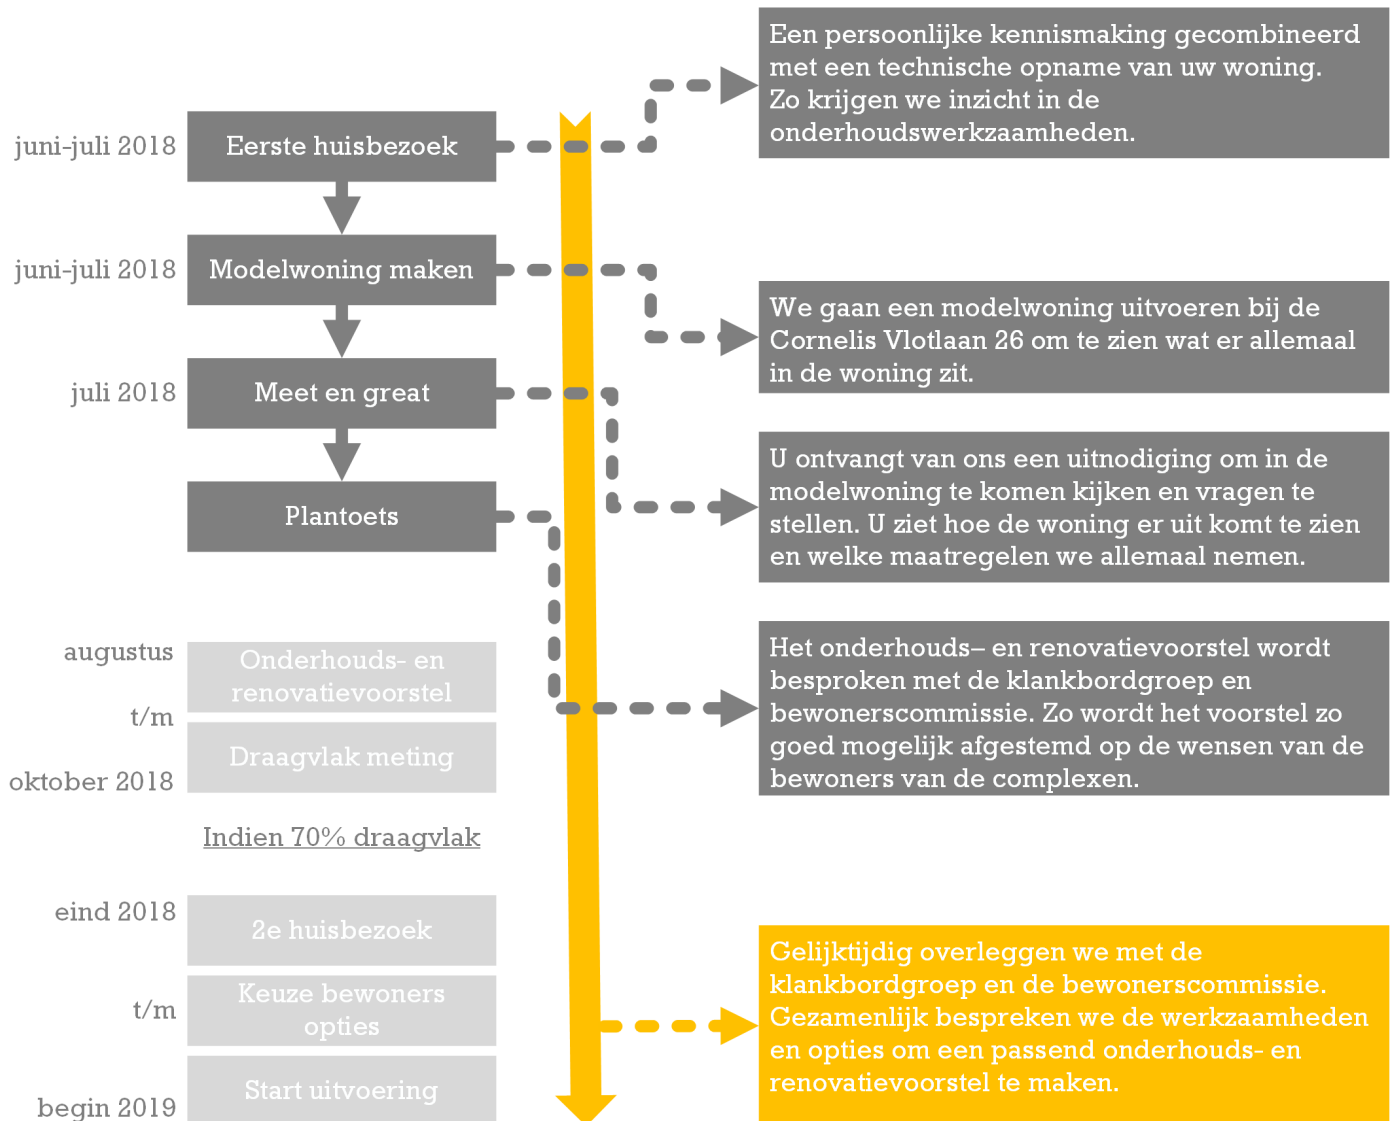 juni-juli 2018
Eerste huisbezoek
Een persoonlijke kennismaking gecombineerd
met een technische opname van uw woning.
Zo krijgen we inzicht in de
onderhoudswerkzaamheden.
juni-juli 2018
Modelwoning maken
We gaan een modelwoning uitvoeren bij de
Cornelis Vlotlaan 26 om te zien wat er allemaal
in de woning zit.
juli 2018
Meet en great
U ontvangt van ons een uitnodiging om in de
modelwoning te komen kijken en vragen te
stellen. U ziet hoe de woning er uit komt te zien
en welke maatregelen we allemaal nemen.
Plantoets
Het onderhouds– en renovatievoorstel wordt
besproken met de klankbordgroep en
bewonerscommissie. Zo wordt het voorstel zo
goed mogelijk afgestemd op de wensen van de
bewoners van de complexen.
augustus
t/m
oktober 2018
Onderhouds- en
renovatievoorstel
Draagvlak meting
Indien 70% draagvlak
eind 2018
t/m
begin 2019
2e huisbezoek
Keuze bewoners
opties
Start uitvoering
Gelijktijdig overleggen we met de
klankbordgroep en de bewonerscommissie.
Gezamenlijk bespreken we de werkzaamheden
en opties om een passend onderhouds- en
renovatievoorstel te maken.